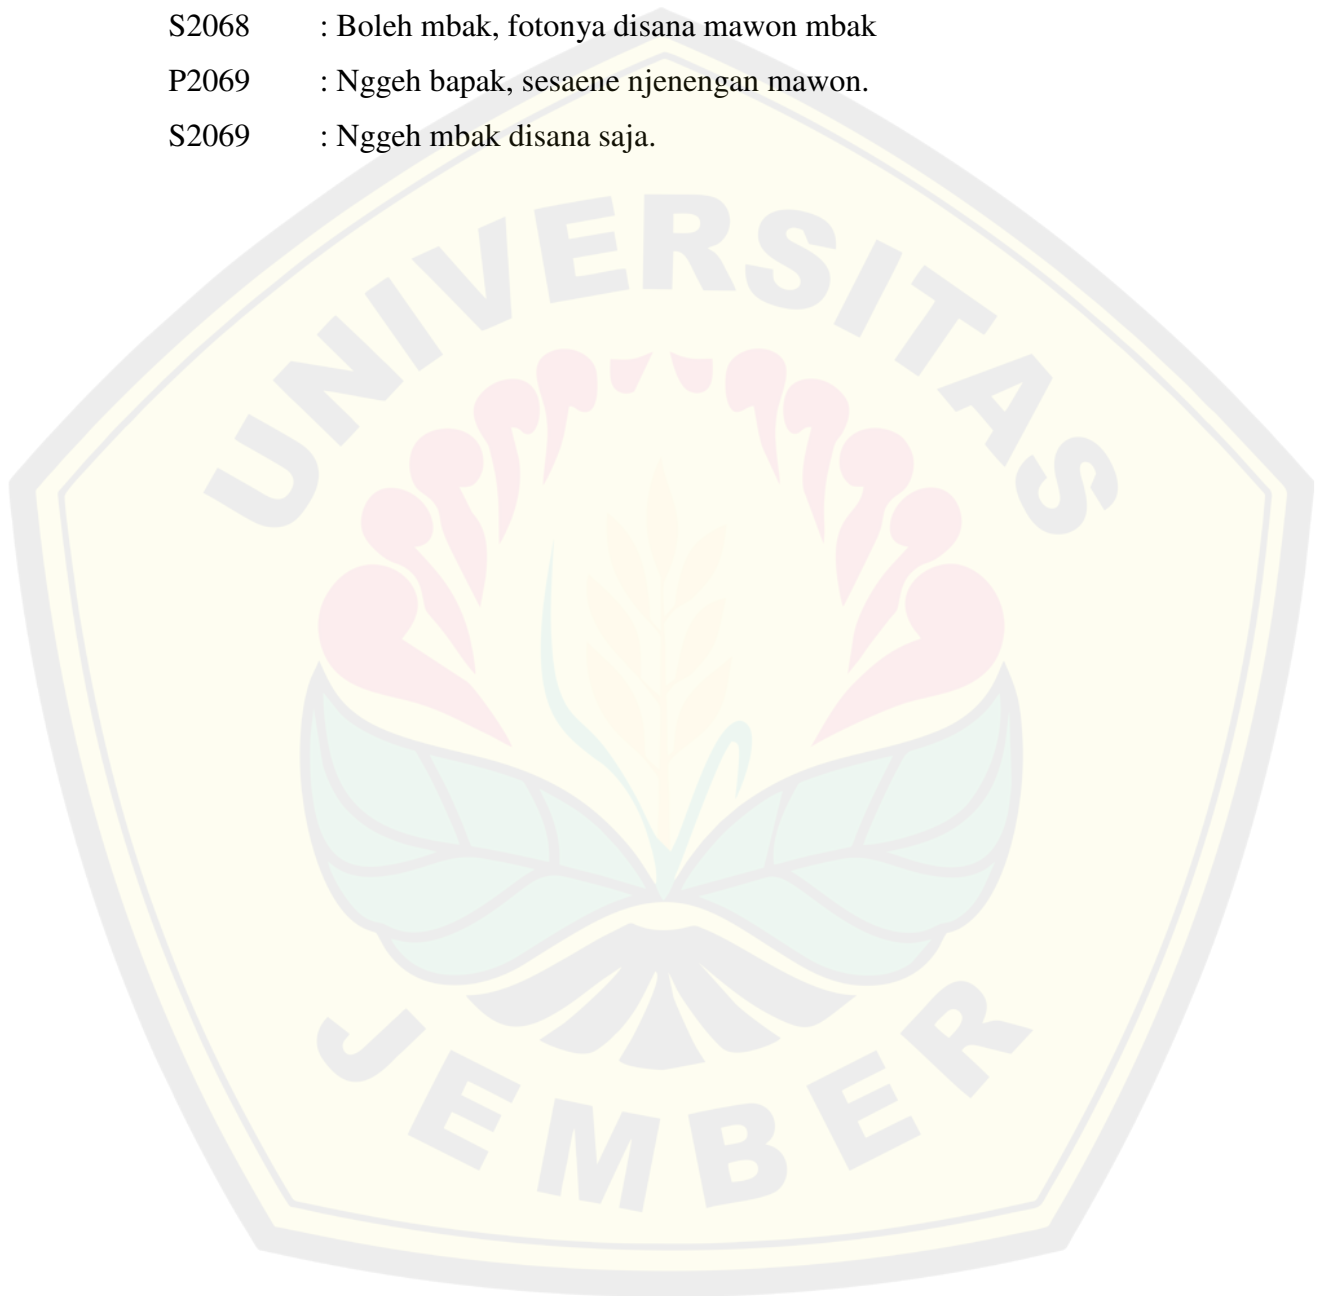 S2068 : Boleh mbak, fotonya disana mawon mbak
P2069 : Nggeh bapak, sesaene njenengan mawon.
S2069 : Nggeh mbak disana saja.
UNIVERSITAS
JEMBER